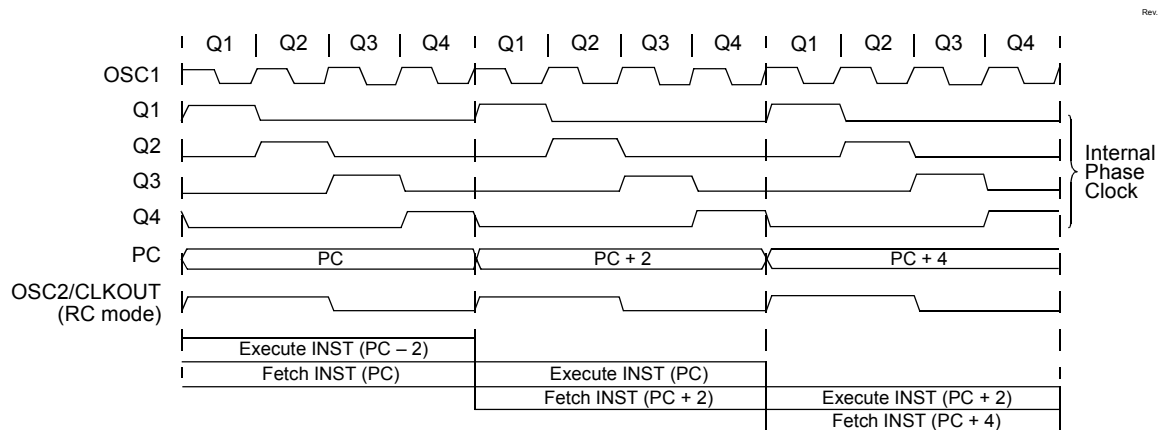 Rev.
Q1 Q2 Q3 Q4 Q1 Q2 Q3 Q4 Q1 Q2 Q3 Q4
OSC1
Q1
Q2
Q3
Q4
Internal
Phase
Clock
PC
PC
PC + 2
PC + 4
OSC2/CLKOUT
(RC mode)
Execute INST (PC – 2)
Fetch INST (PC)
Execute INST (PC)
Fetch INST (PC + 2)
Execute INST (PC + 2)
Fetch INST (PC + 4)